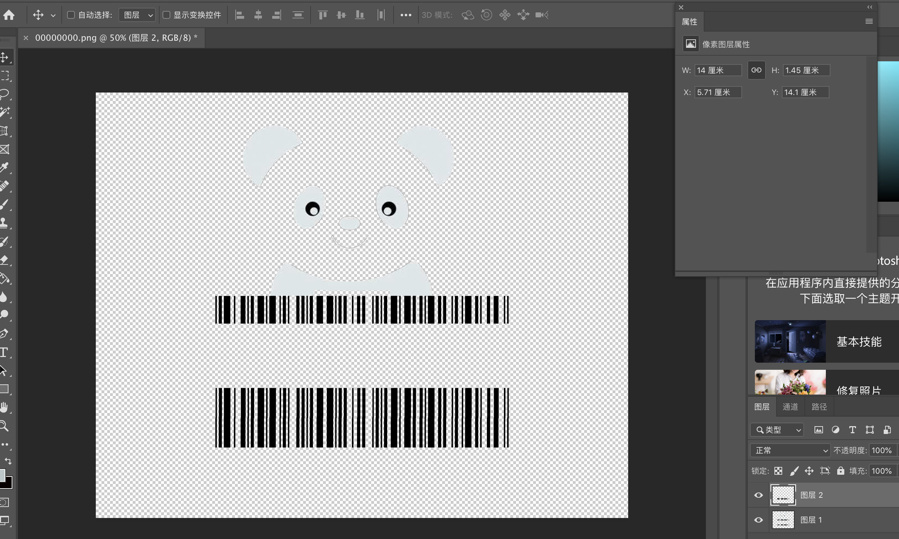 自动选择: 图层 显示变换控件 ••• 3D 模式:
× 00000000.png @ 50% (图层 2, RGB/8) *
属性
像素图层属性
W: 14 厘米 H: 1.45 厘米
X: 5.71 厘米 Y: 14.1 厘米
在应用程序内直接提供的分
下面选取一个主题开
基本技能
修复照片
图层 通道 路径
类型
正常 不透明度: 100%
锁定: 填充: 100%
图层 2
图层 1